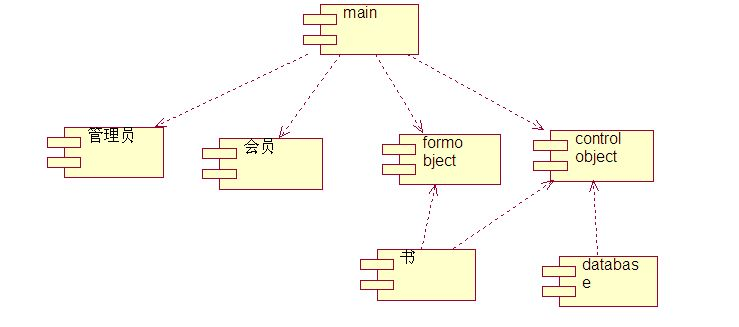 main
管理员
会员
formo
bject
control
object
书
databas
e